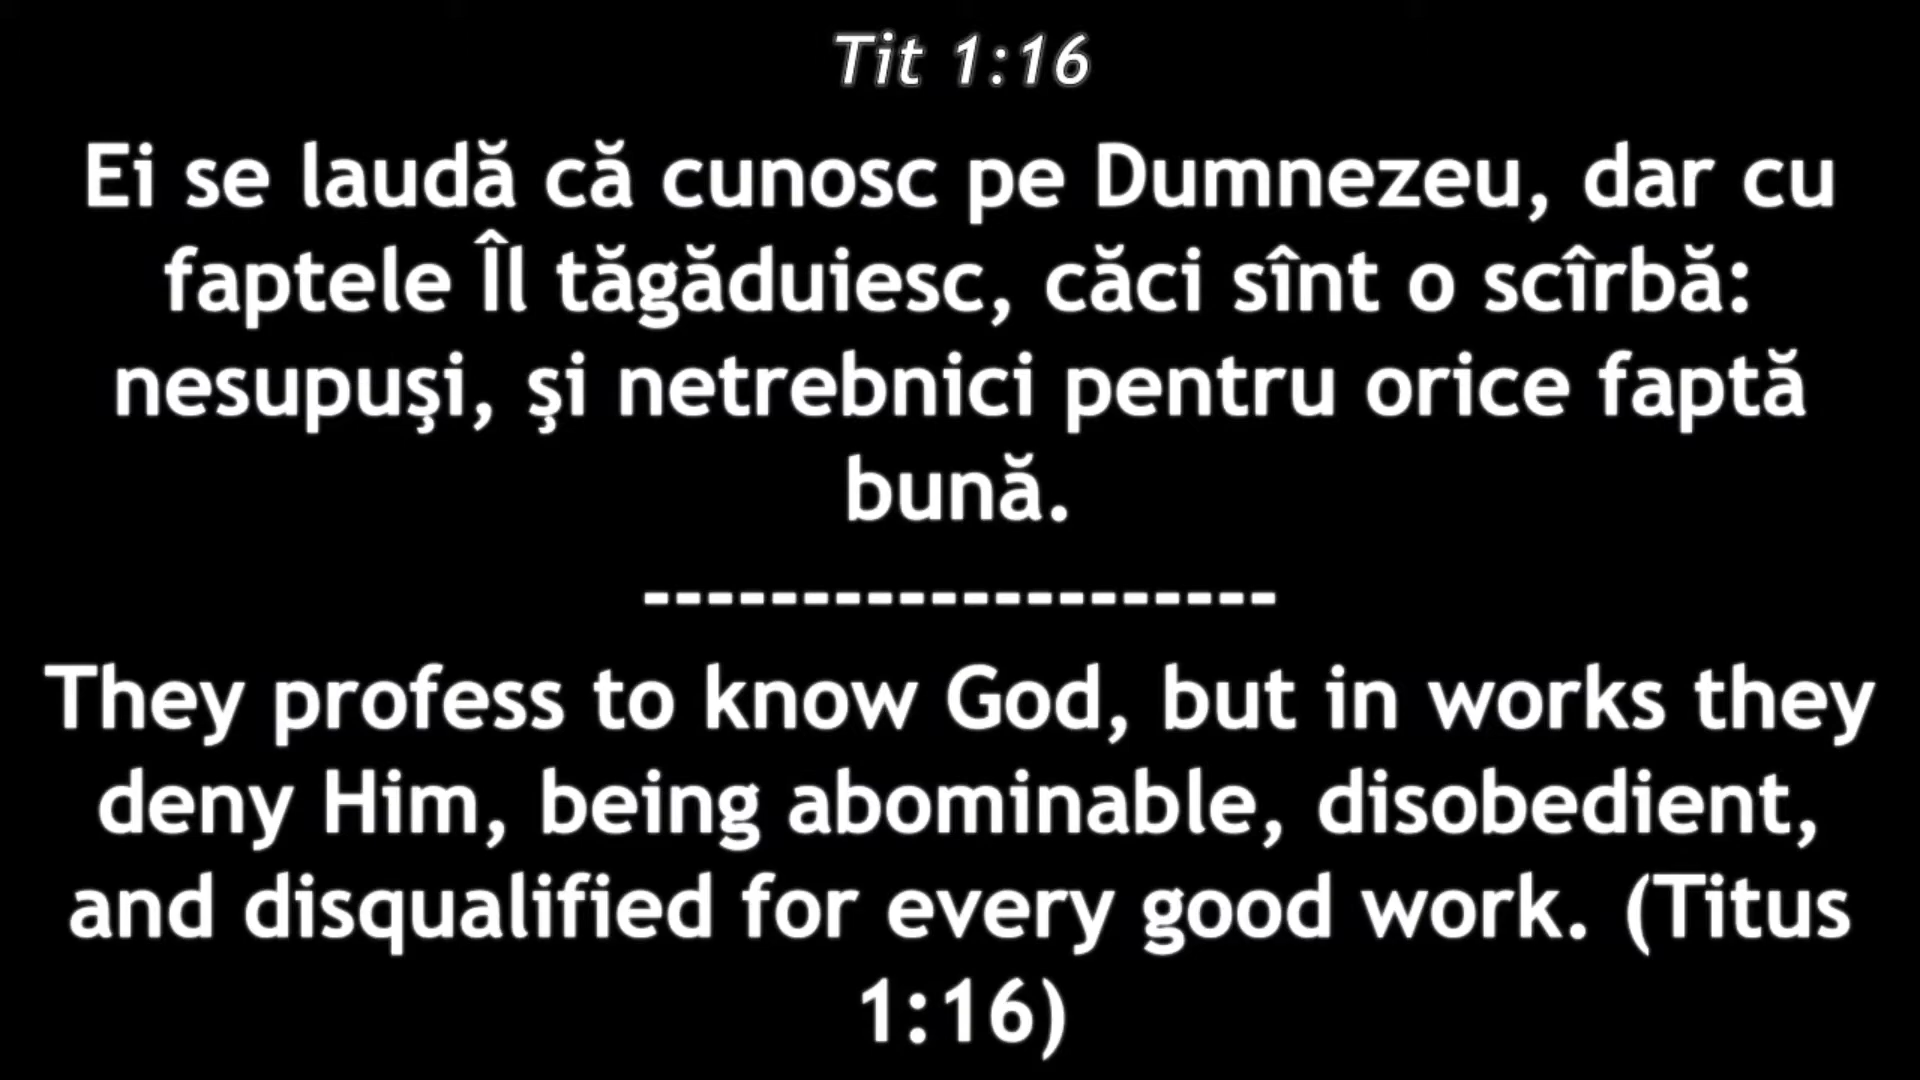 Tit 1:16
Ei se laudă că cunosc pe Dumnezeu, dar cu
faptele Îl tăgăduiesc, căci sînt o scîrbă:
nesupuşi, şi netrebnici pentru orice faptă
bună.
--------------------
They profess to know God, but in works they
deny Him, being abominable, disobedient,
and disqualified for every good work. (Titus
1:16)